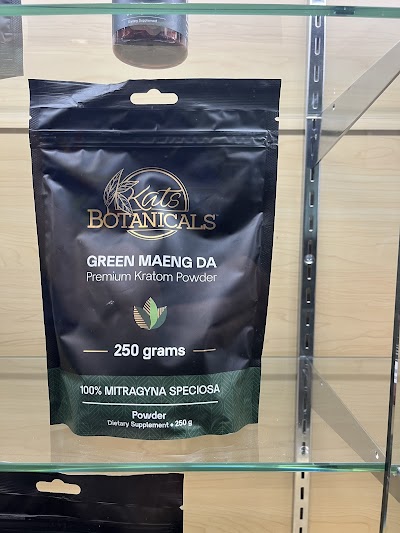 Kats
BOTANICALS
GREEN MAENG DA
Premium Kratom Powder
250 grams
100% MITRAGYNA SPECIOSA
Powder
Dietary Supplement • 250 g